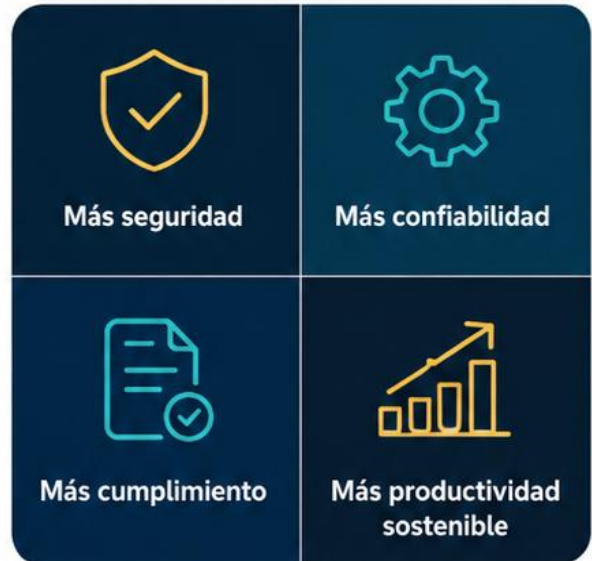 Más seguridad
Más confiabilidad
Más cumplimiento
Más productividad
sostenible